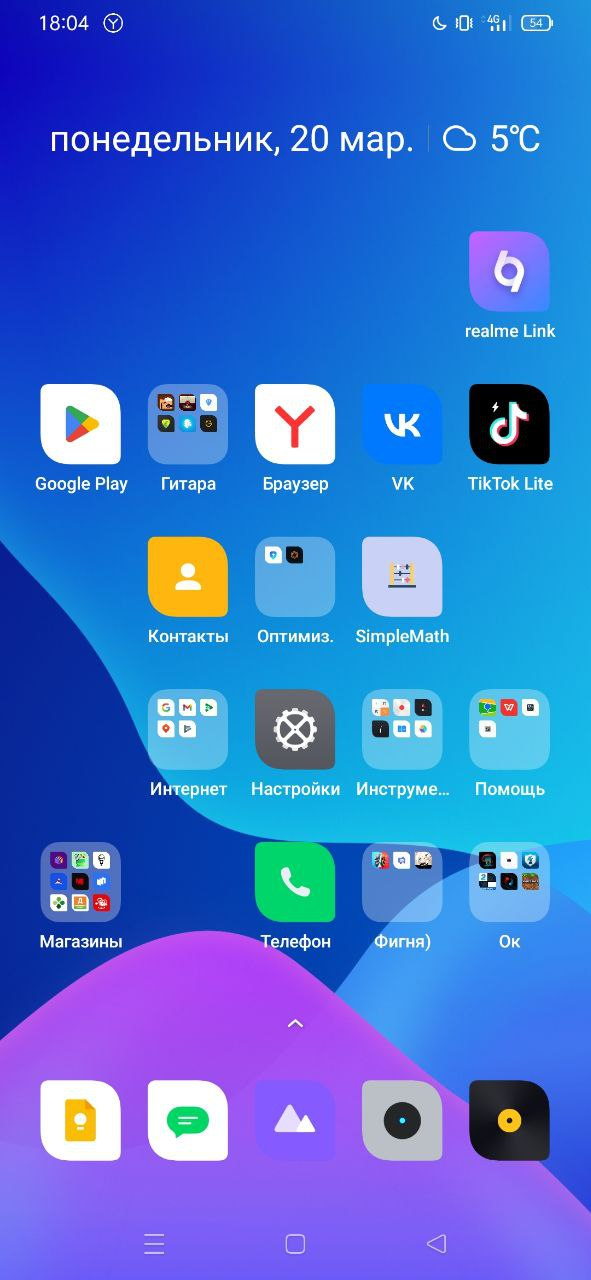 18:04 4G 54
понедельник, 20 мар. 5°C
realme Link
Google Play Гитара Браузер VK TikTok Lite
Контакты Оптимиз. SimpleMath
Интернет Настройки Инструме... Помощь
Магазины Телефон Фигня) Ок